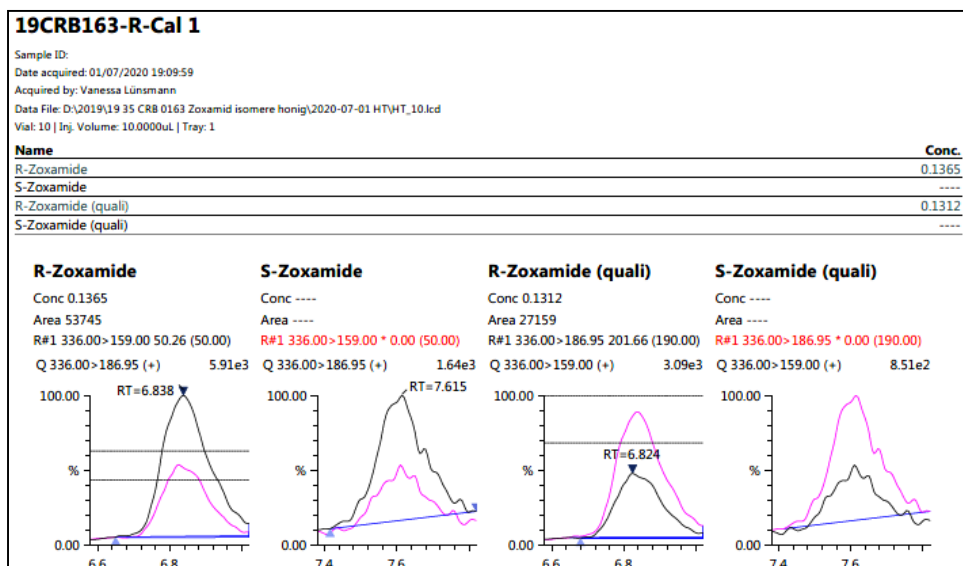 19CRB163-R-Cal 1
Sample ID:
Date acquired: 01/07/2020 19:09:59
Acquired by: Vanessa Lünsmann
Data File: D:\2019\19 35 CRB 0163 Zoxamid isomere honig\2020-07-01 HT\HT_10.lcd
Vial: 10 | Inj. Volume: 10.0000uL | Tray: 1
Name Conc.
R-Zoxamide 0.1365
S-Zoxamide ----
R-Zoxamide (quali) 0.1312
S-Zoxamide (quali) ----
R-Zoxamide S-Zoxamide R-Zoxamide (quali) S-Zoxamide (quali)
Conc 0.1365 Conc ---- Conc 0.1312 Conc ----
Area 53745 Area ---- Area 27159 Area ----
R#1 336.00>159.00 50.26 (50.00) R#1 336.00>159.00 * 0.00 (50.00) R#1 336.00>186.95 201.66 (190.00) R#1 336.00>186.95 * 0.00 (190.00)
Q 336.00>186.95 (+) 5.91e3 Q 336.00>186.95 (+) 1.64e3 Q 336.00>159.00 (+) 3.09e3 Q 336.00>159.00 (+) 8.51e2
RT=6.838 RT=7.615
100.00 100.00 100.00 100.00
RT=6.824
% % % %
0.00 0.00 0.00 0.00
6.6 6.8 7.4 7.6 6.6 6.8 7.4 7.6